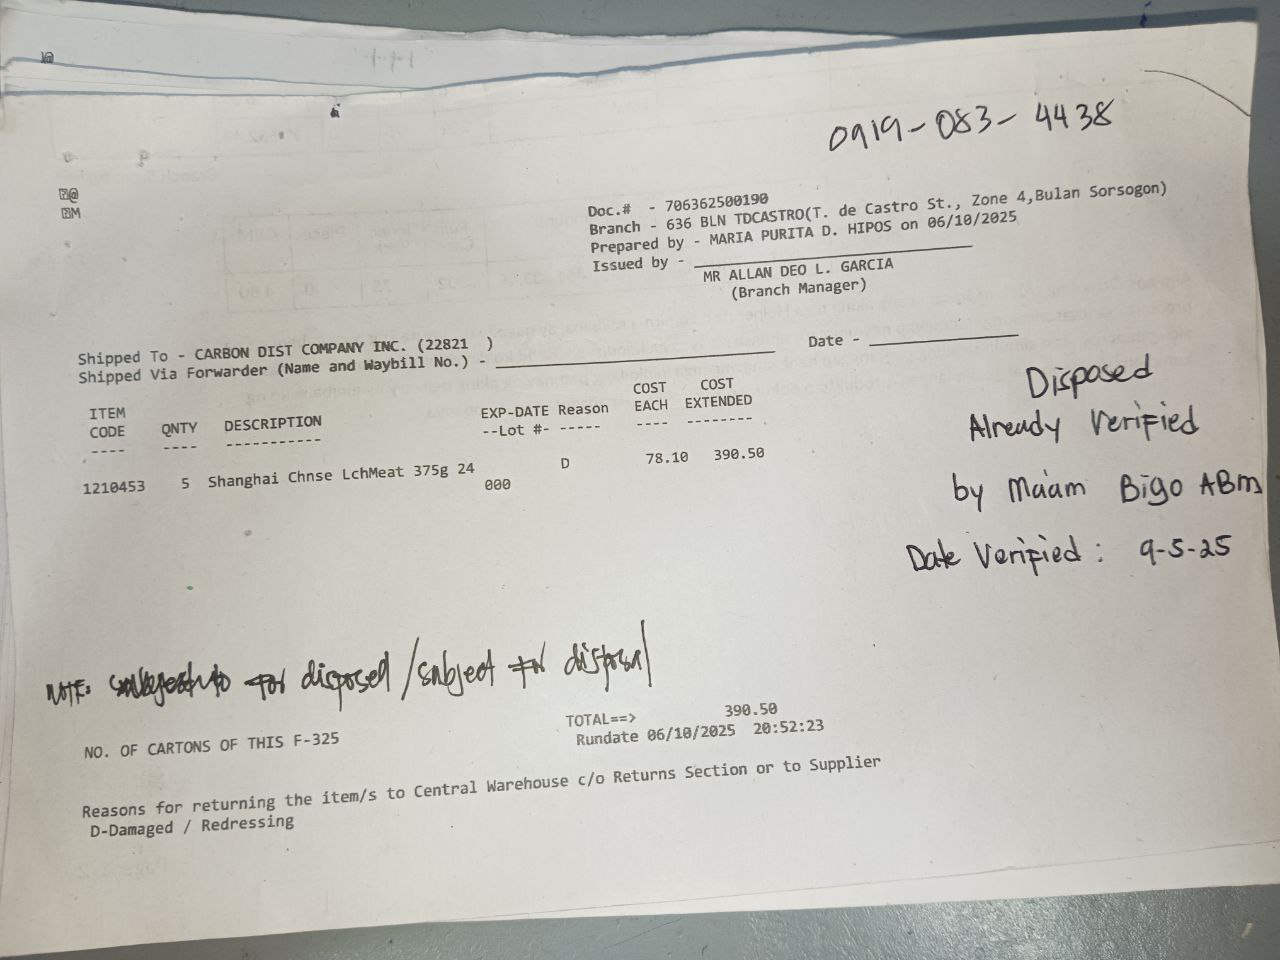 0919-083-4438
Doc.# - 706362500190
Branch - 636 BLN TDCASTRO(T. de Castro St., Zone 4,Bulan Sorsogon)
Prepared by - MARIA PURITA D. HIPOS on 06/10/2025
Issued by -
MR ALLAN DEO L. GARCIA
(Branch Manager)
Shipped To - CARBON DIST COMPANY INC. (22821 )
Shipped Via Forwarder (Name and Waybill No.) -
Date -
ITEM CODE QNTY DESCRIPTION EXP-DATE Reason COST EACH COST EXTENDED
--Lot #-
1210453 5 Shanghai Chnse LchMeat 375g 24 D 78.10 390.50
000
Disposed
Already Verified
by Ma'am Bigo ABm
Date Verified: 9-5-25
NOTE: for disposed / subject for disposal
TOTAL==> 390.50
NO. OF CARTONS OF THIS F-325
Rundate 06/10/2025 20:52:23
Reasons for returning the item/s to Central Warehouse c/o Returns Section or to Supplier
D-Damaged / Redressing